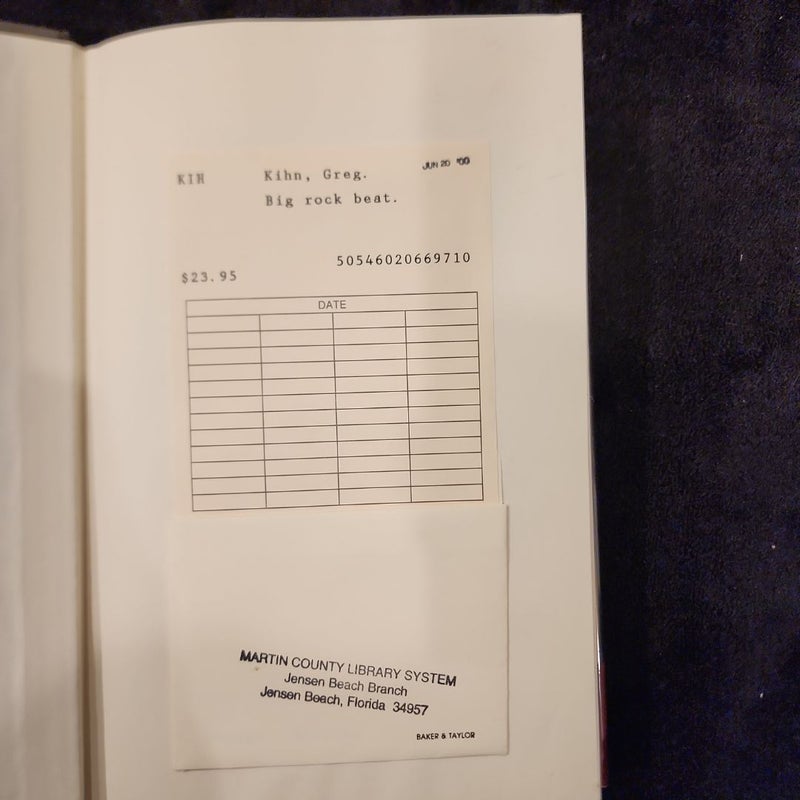 KIH Kihn, Greg. JUN 20 '00
Big rock beat.
50546020669710
$23.95
DATE
MARTIN COUNTY LIBRARY SYSTEM
Jensen Beach Branch
Jensen Beach, Florida 34957
BAKER & TAYLOR